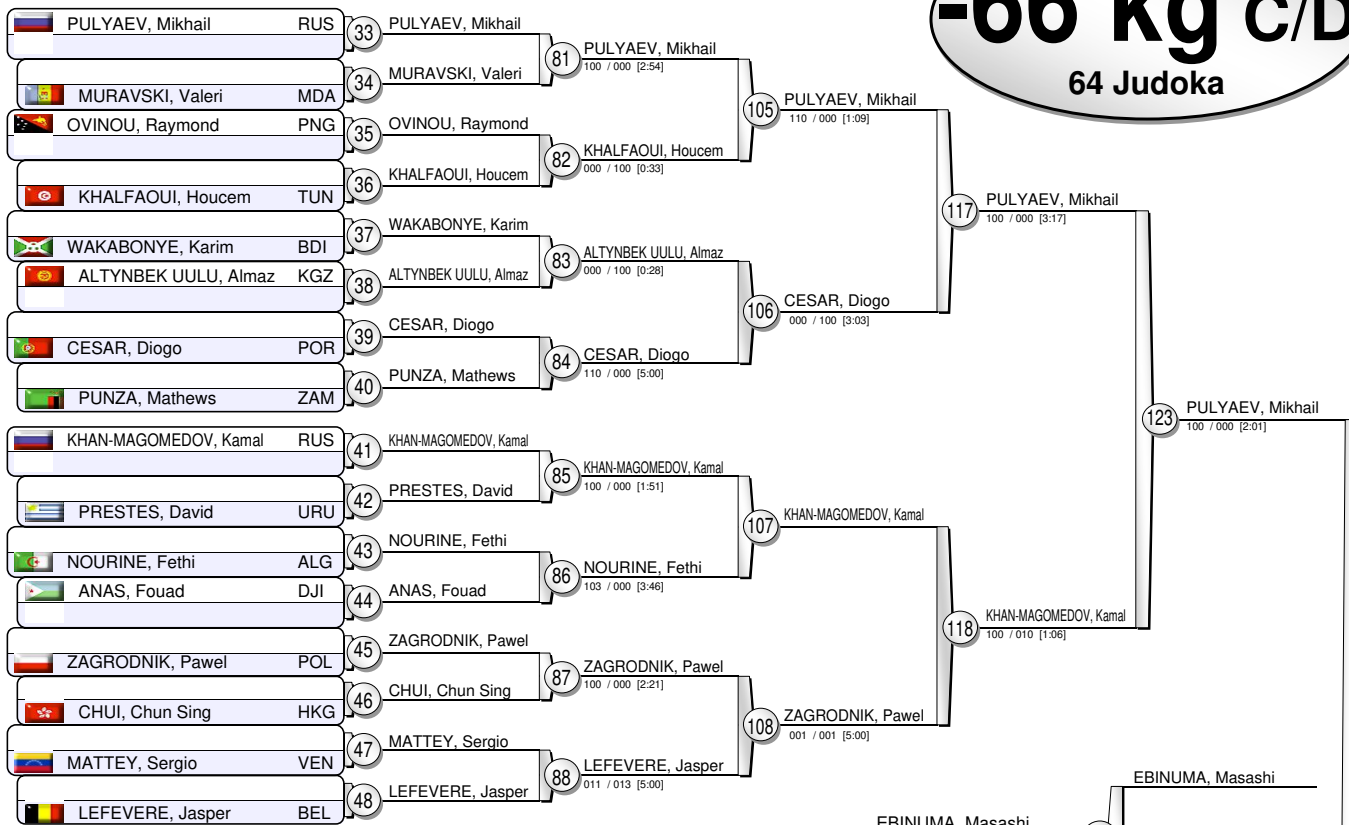 -66 kg C/D
64 Judoka
PULYAEV, Mikhail RUS
MURAVSKI, Valeri MDA
OVINOU, Raymond PNG
KHALFAOUI, Houcem TUN
WAKABONYE, Karim BDI
ALTYNBEK UULU, Almaz KGZ
CESAR, Diogo POR
PUNZA, Mathews ZAM
KHAN-MAGOMEDOV, Kamal RUS
PRESTES, David URU
NOURINE, Fethi ALG
ANAS, Fouad DJI
ZAGRODNIK, Pawel POL
CHUI, Chun Sing HKG
MATTEY, Sergio VEN
LEFEVERE, Jasper BEL
33 PULYAEV, Mikhail
34 MURAVSKI, Valeri
35 OVINOU, Raymond
36 KHALFAOUI, Houcem
37 WAKABONYE, Karim
38 ALTYNBEK UULU, Almaz
39 CESAR, Diogo
40 PUNZA, Mathews
41 KHAN-MAGOMEDOV, Kamal
42 PRESTES, David
43 NOURINE, Fethi
44 ANAS, Fouad
45 ZAGRODNIK, Pawel
46 CHUI, Chun Sing
47 MATTEY, Sergio
48 LEFEVERE, Jasper
81 PULYAEV, Mikhail
100 / 000 [2:54]
82 KHALFAOUI, Houcem
000 / 100 [0:33]
83 ALTYNBEK UULU, Almaz
000 / 100 [0:28]
84 CESAR, Diogo
110 / 000 [5:00]
85 KHAN-MAGOMEDOV, Kamal
100 / 000 [1:51]
86 NOURINE, Fethi
103 / 000 [3:46]
87 ZAGRODNIK, Pawel
100 / 000 [2:21]
88 LEFEVERE, Jasper
011 / 013 [5:00]
105 PULYAEV, Mikhail
110 / 000 [1:09]
106 CESAR, Diogo
000 / 100 [3:03]
107 KHAN-MAGOMEDOV, Kamal
108 ZAGRODNIK, Pawel
001 / 001 [5:00]
117 PULYAEV, Mikhail
100 / 000 [3:17]
118 KHAN-MAGOMEDOV, Kamal
100 / 010 [1:06]
123 PULYAEV, Mikhail
100 / 000 [2:01]
EBINUMA, Masashi
EBINUMA, Masashi